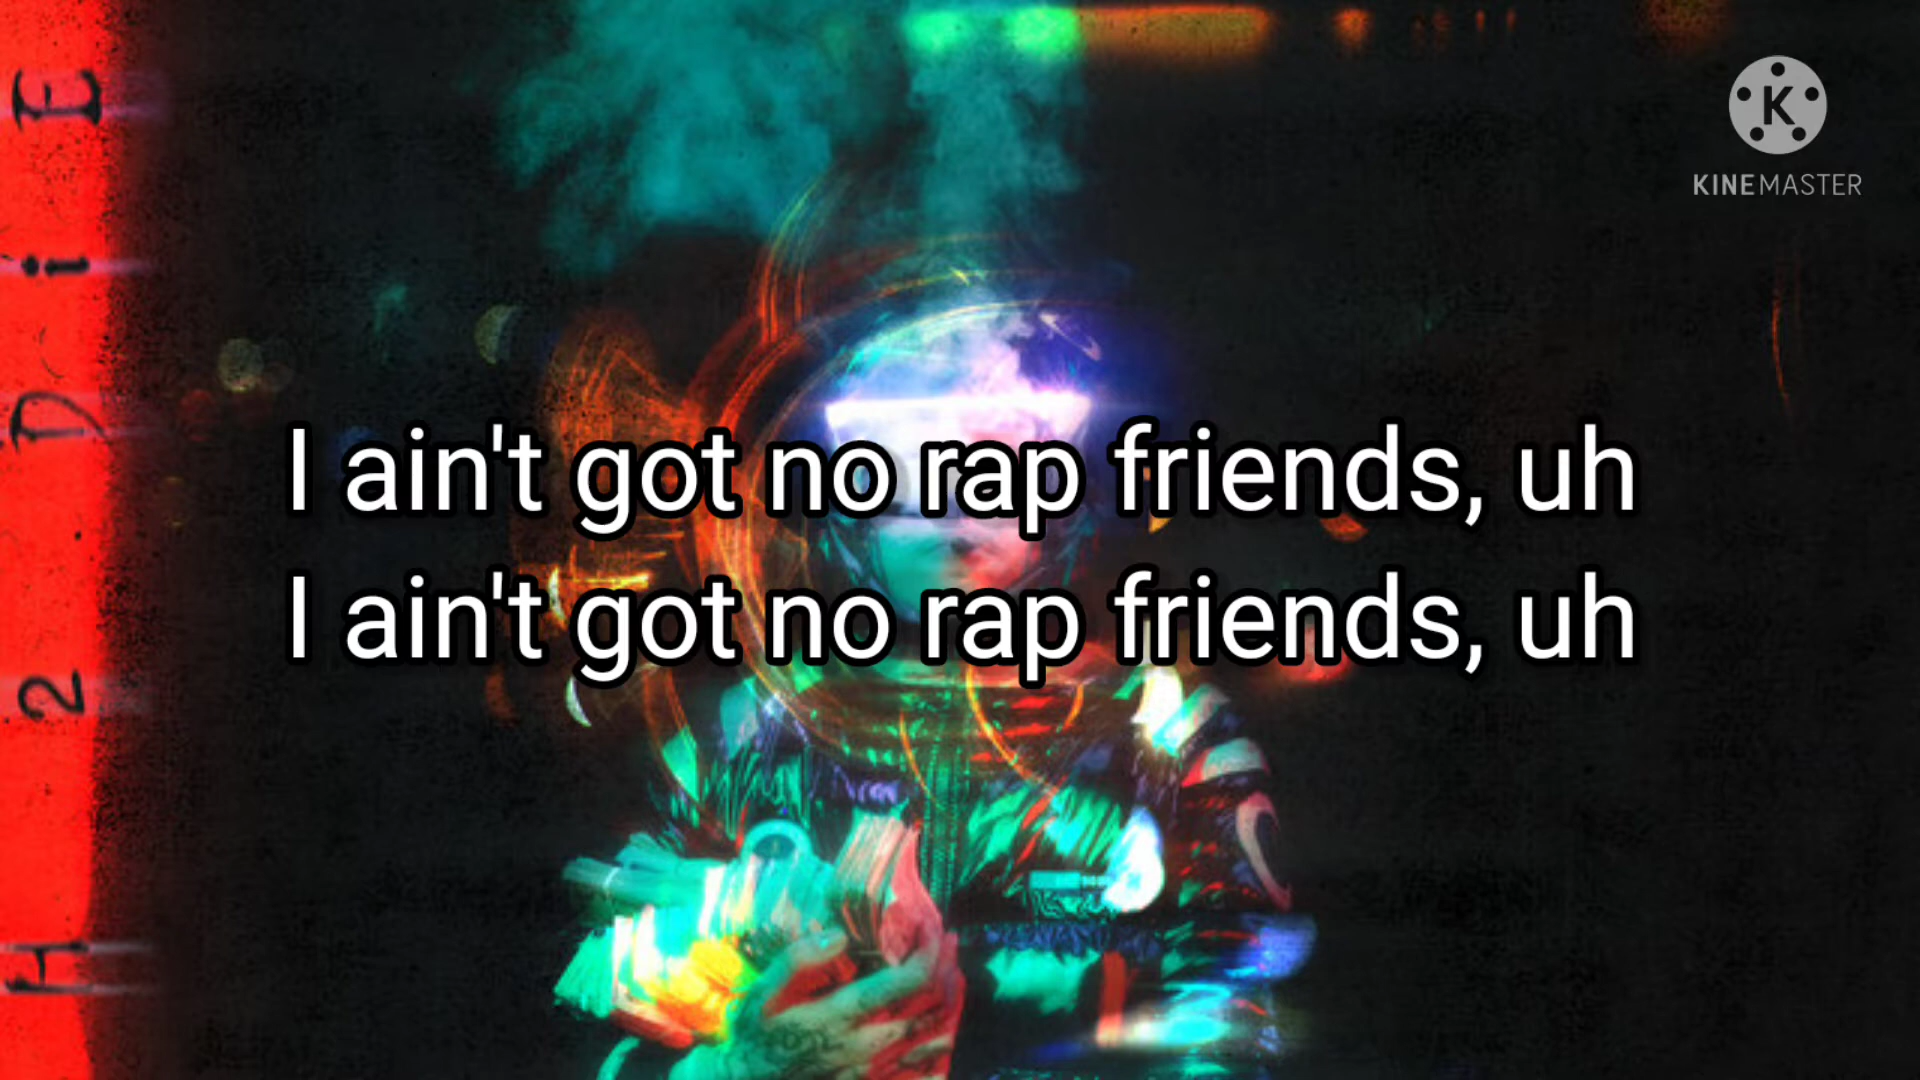 I ain't got no rap friends, uh
I ain't got no rap friends, uh
K
KINEMASTER
H 2 D i E